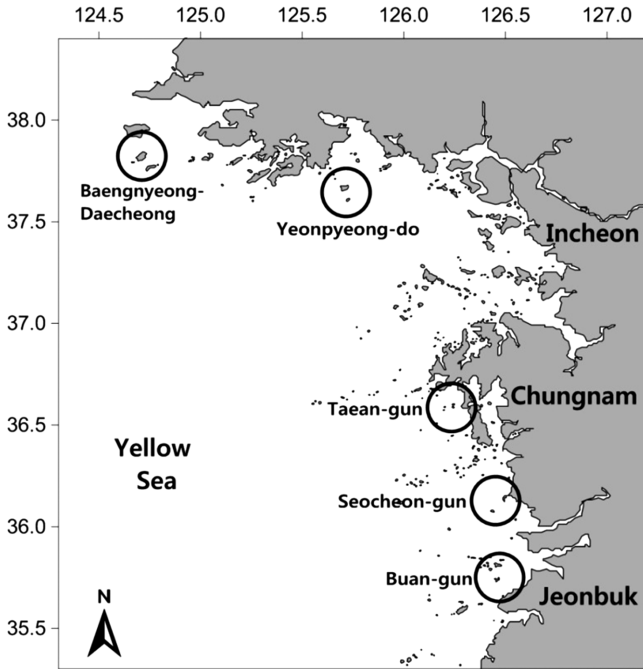 124.5 125.0 125.5 126.0 126.5 127.0
38.0
Baengnyeong-
Daecheong
37.5
Yeonpyeong-do
Incheon
37.0
Taean-gun
Chungnam
36.5
Yellow
Sea
Seocheon-gun
36.0
Buan-gun
Jeonbuk
35.5
N